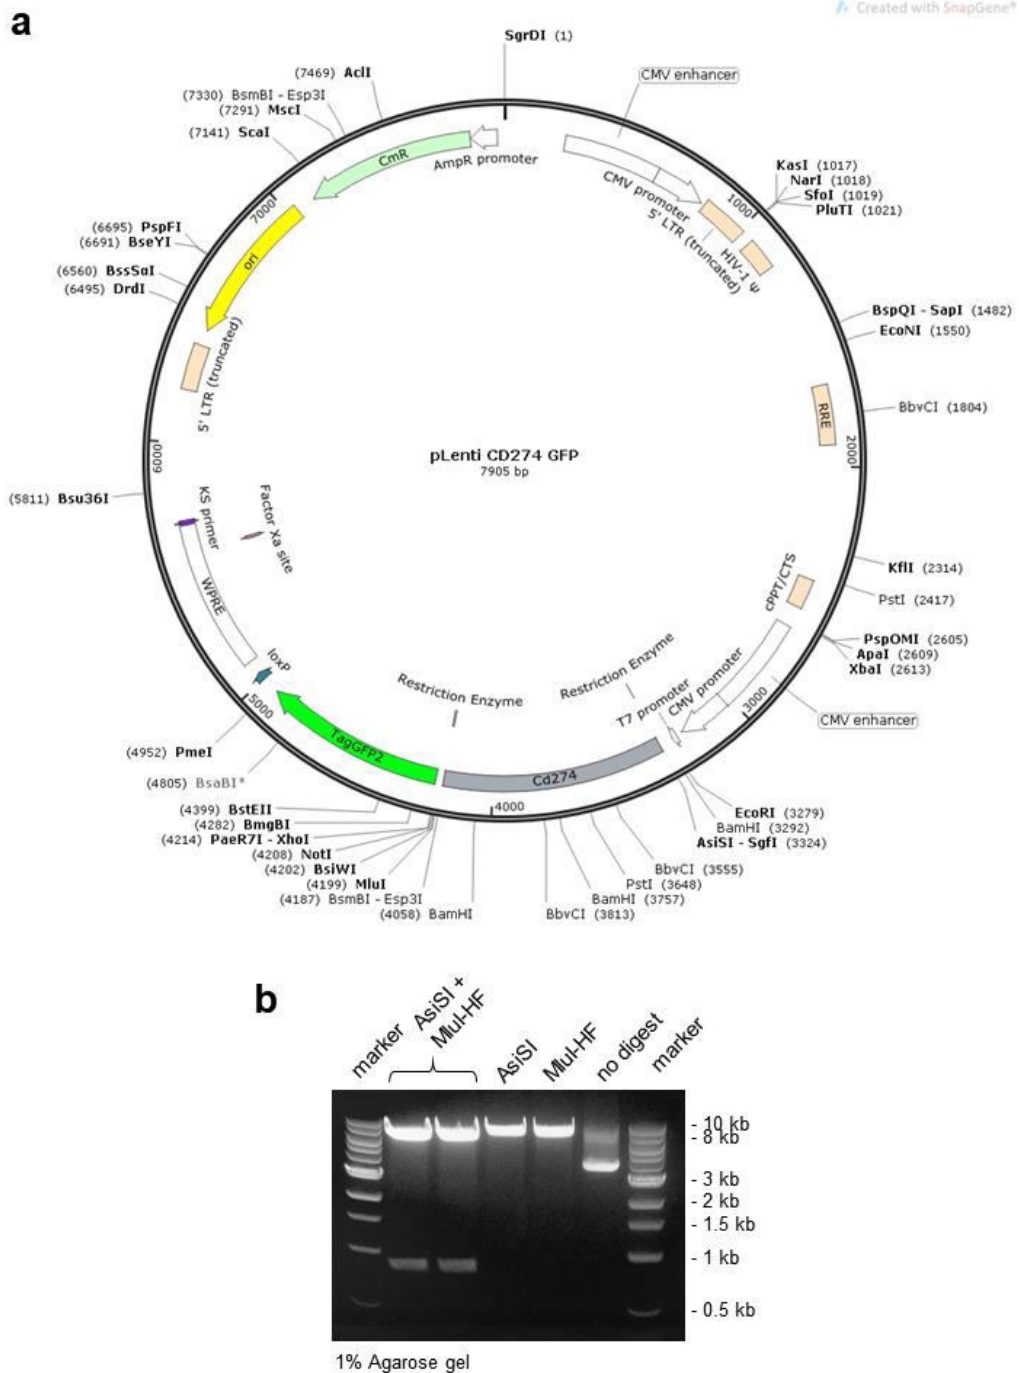 a
Created with SnapGene®
SgrDI (1)
CMV enhancer
(7469) AclI
(7330) BsmBI - Esp3I
(7291) MscI
(7141) ScaI
CmR
AmpR promoter
CMV promoter
5' LTR (truncated)
HIV-1 Ψ
1000
KasI (1017)
NarI (1018)
SfoI (1019)
PluTI (1021)
7000
(6695) PspFI
(6691) BseYI
(6560) BssSαI
(6495) DrdI
ori
BspQI - SapI (1482)
EcoNI (1550)
5' LTR (truncated)
RRE
BbvCI (1804)
2000
6000
pLenti CD274 GFP
7905 bp
(5811) Bsu36I
KS primer
Factor Xa site
WPRE
KflI (2314)
PstI (2417)
cPPT/CTS
PspOMI (2605)
ApaI (2609)
XbaI (2613)
loxP
Restriction Enzyme
Restriction Enzyme
T7 promoter
CMV promoter
3000
CMV enhancer
5000
TagGFP2
Cd274
4000
(4952) PmeI
(4805) BsaBI*
(4399) BstEII
(4282) BmgBI
(4214) PaeR7I - XhoI
(4208) NotI
(4202) BsiWI
(4199) MluI
(4187) BsmBI - Esp3I
(4058) BamHI
EcoRI (3279)
BamHI (3292)
AsiSI - SgfI (3324)
BbvCI (3555)
PstI (3648)
BamHI (3757)
BbvCI (3813)
b
marker
AsiSI +
MluI-HF
AsiSI
MluI-HF
no digest
marker
- 10 kb
- 8 kb
- 3 kb
- 2 kb
- 1.5 kb
- 1 kb
- 0.5 kb
1% Agarose gel